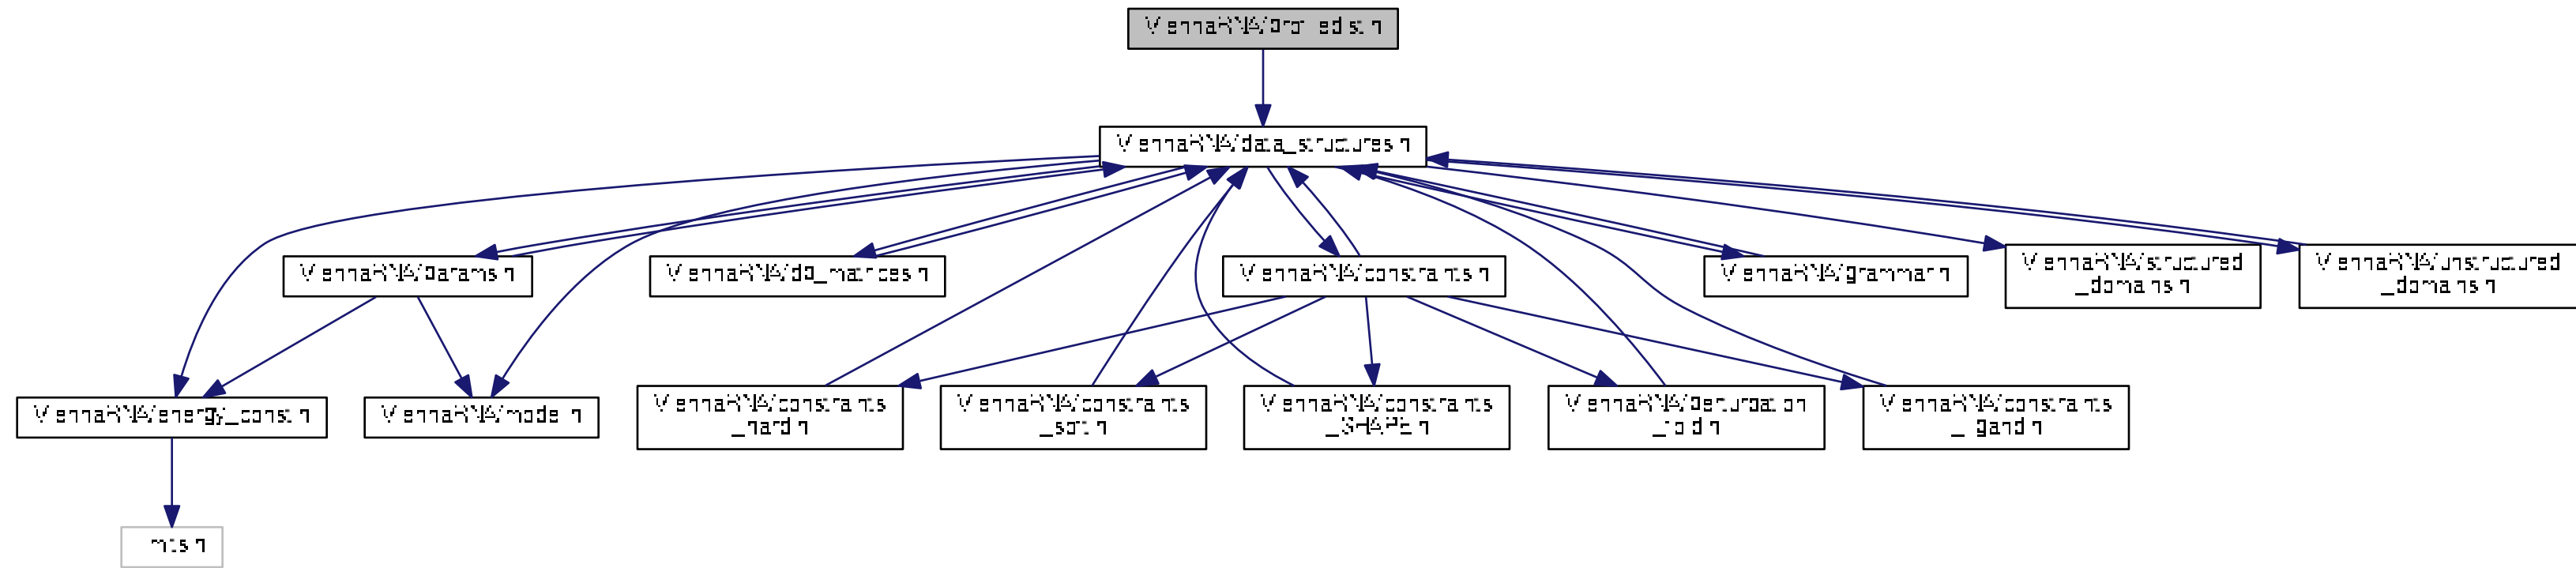 ViennaRNA/profiledist.h
ViennaRNA/data_structures.h
ViennaRNA/params.h
ViennaRNA/dp_matrices.h
ViennaRNA/constraints.h
ViennaRNA/grammar.h
ViennaRNA/structured
_domains.h
ViennaRNA/unstructured
_domains.h
ViennaRNA/energy_const.h
ViennaRNA/model.h
ViennaRNA/constraints
_hard.h
ViennaRNA/constraints
_soft.h
ViennaRNA/constraints
_SHAPE.h
ViennaRNA/perturbation
_fold.h
ViennaRNA/constraints
_ligand.h
limits.h